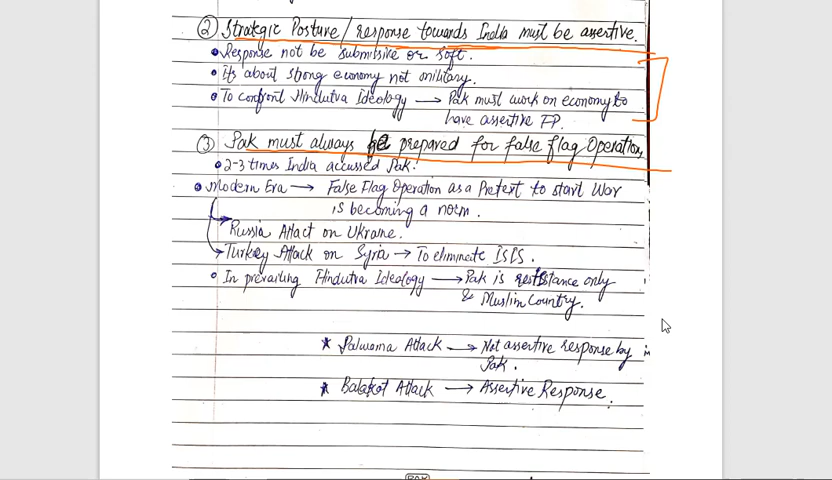 ② Strategic Posture/response towards India must be assertive.
• Response not be submissive or soft.
• Its about strong economy not military.
• To confront Hindutva Ideology → Pak must work on economy to
have assertive FP.
③ Pak must always be prepared for false flag Operation,
• 2-3 times India accussed Pak.
• Modern Era → False Flag Operation as a Pretext to start War
is becoming a norm.
→ Russia Attact on Ukraine.
→ Turkey Attack on Syria → To eliminate ISIS.
• In prevailing Hindutva Ideology → Pak is resistance only
& Muslim Country.
* Palwama Attack → Not assertive response by
Pak.
* Balakot Attack → Assertive Response.